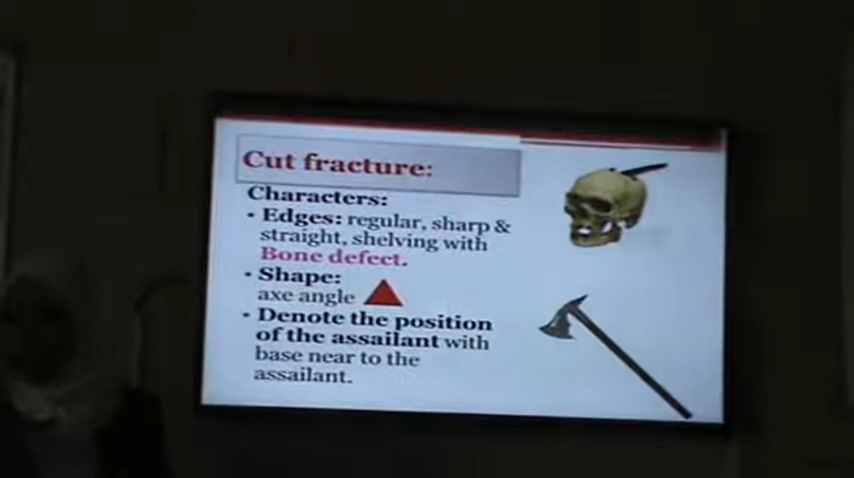 Cut fracture:
Characters:
• Edges: regular, sharp &
straight, shelving with
Bone defect.
• Shape:
axe angle
• Denote the position
of the assailant with
base near to the
assailant.